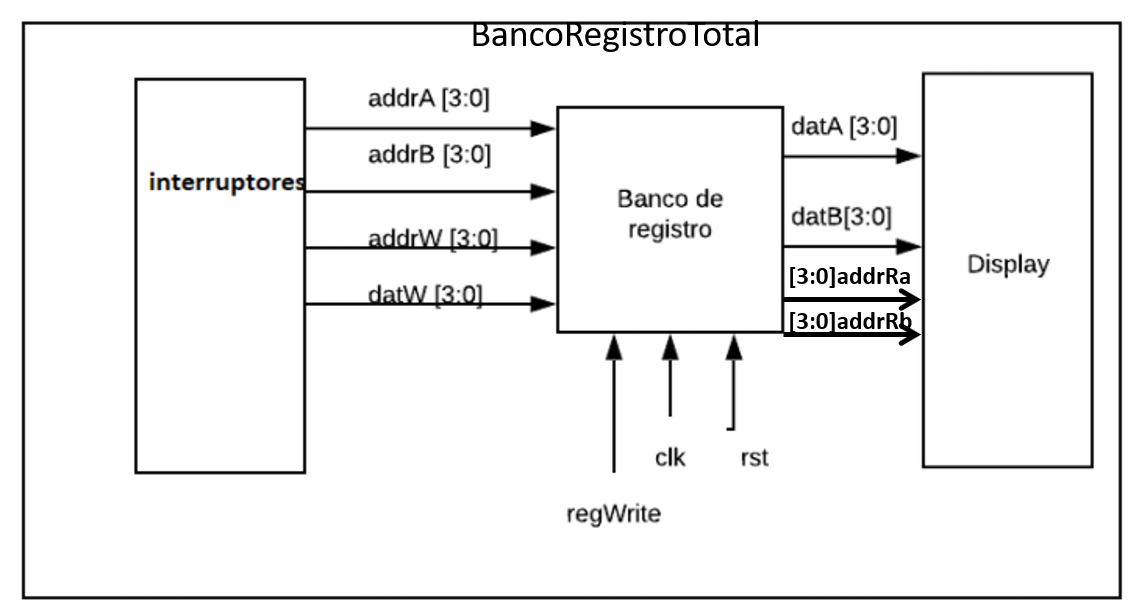 BancoRegistroTotal
interruptores
addrA [3:0]
addrB [3:0]
addrW [3:0]
datW [3:0]
Banco de
registro
datA [3:0]
datB[3:0]
[3:0]addrRa
[3:0]addrRb
Display
clk
rst
regWrite